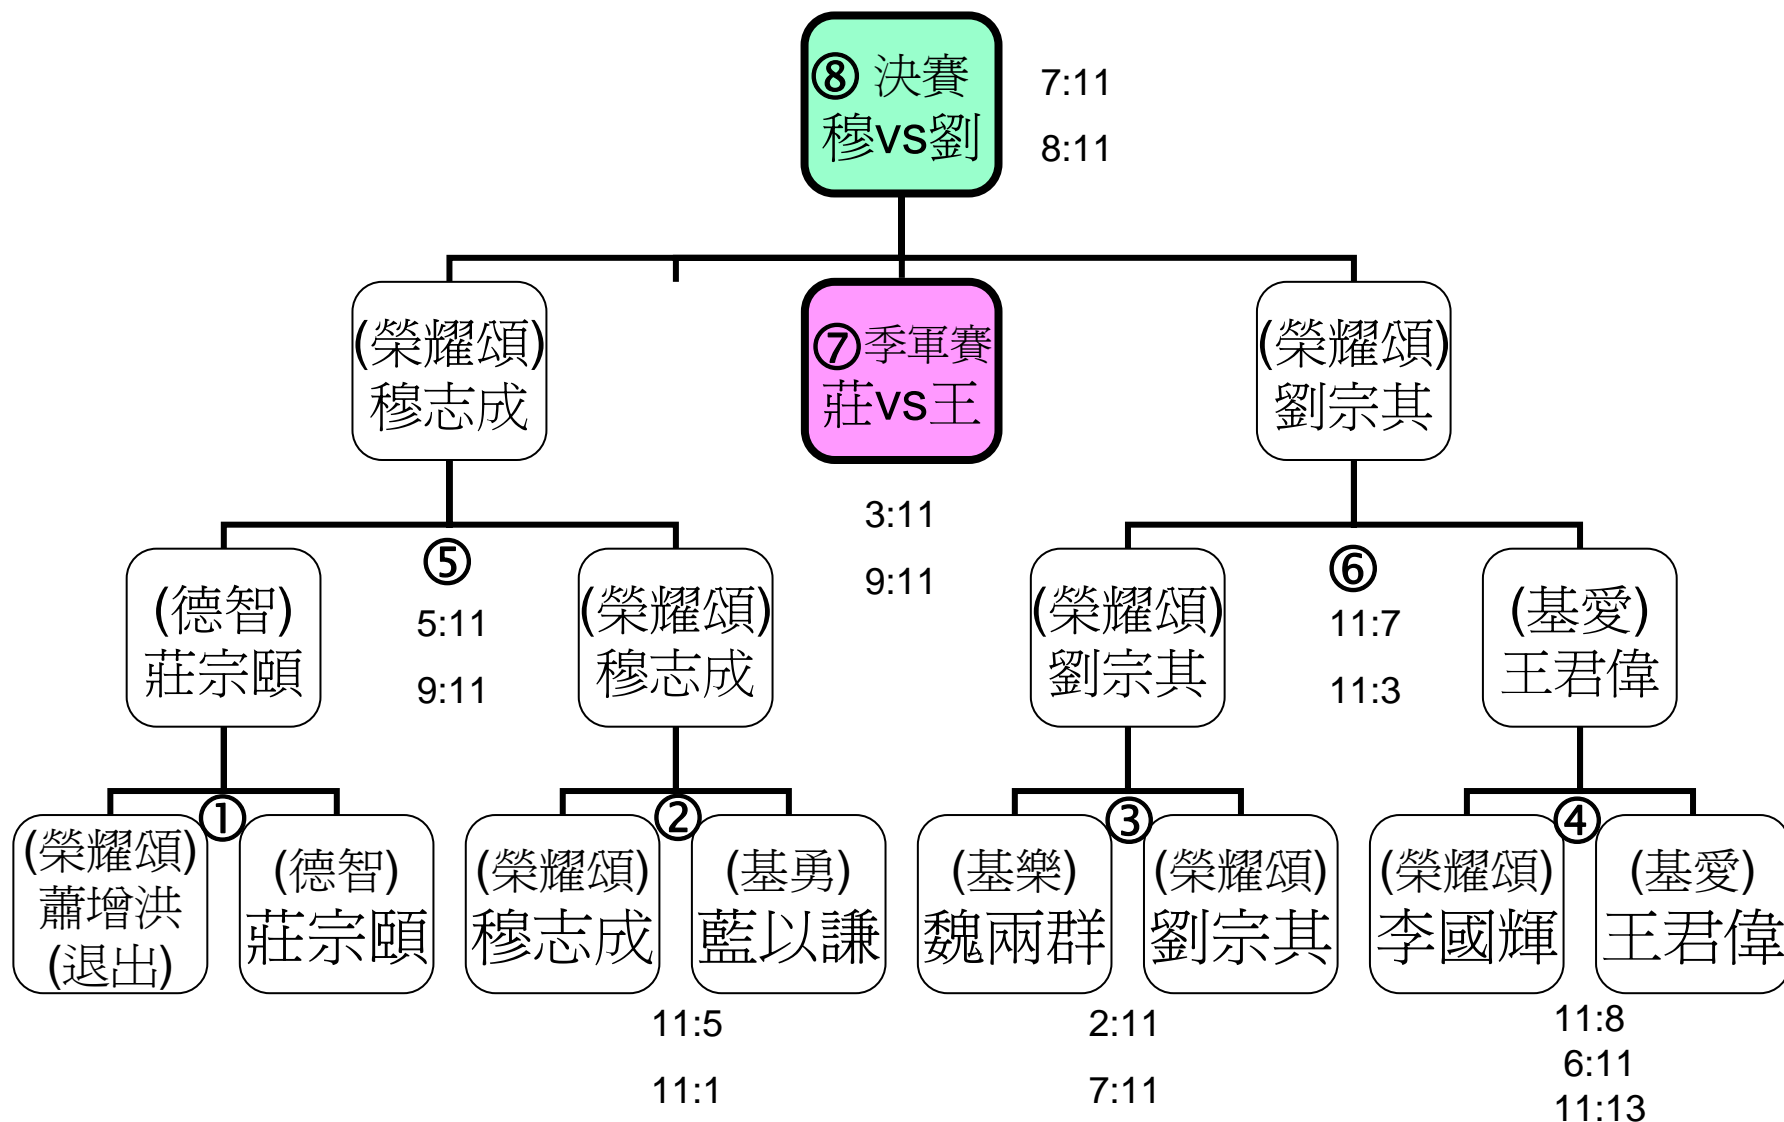 ⑧ 決賽
穆vs劉
7:11
8:11
(榮耀頌)
穆志成
⑦季軍賽
莊vs王
(榮耀頌)
劉宗其
3:11
9:11
(德智)
莊宗頤
⑤
5:11
9:11
(榮耀頌)
穆志成
(榮耀頌)
劉宗其
⑥
11:7
11:3
(基愛)
王君偉
①
(榮耀頌)
蕭增洪
(退出)
(德智)
莊宗頤
②
(榮耀頌)
穆志成
(基勇)
藍以謙
③
(基樂)
魏兩群
(榮耀頌)
劉宗其
④
(榮耀頌)
李國輝
(基愛)
王君偉
11:5
11:1
2:11
7:11
11:8
6:11
11:13